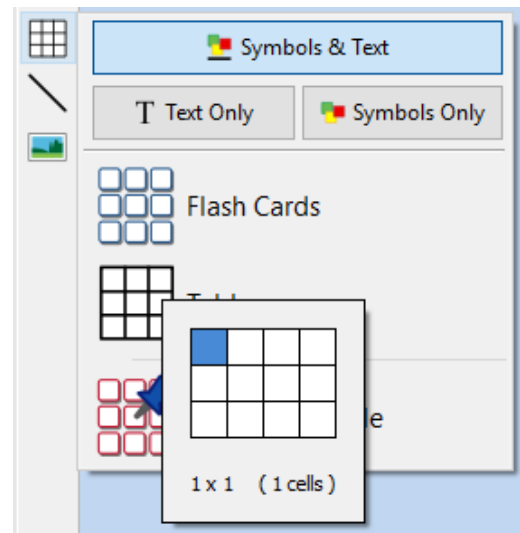 Symbols & Text
T Text Only
Symbols Only
Flash Cards
1 x 1 ( 1 cells )